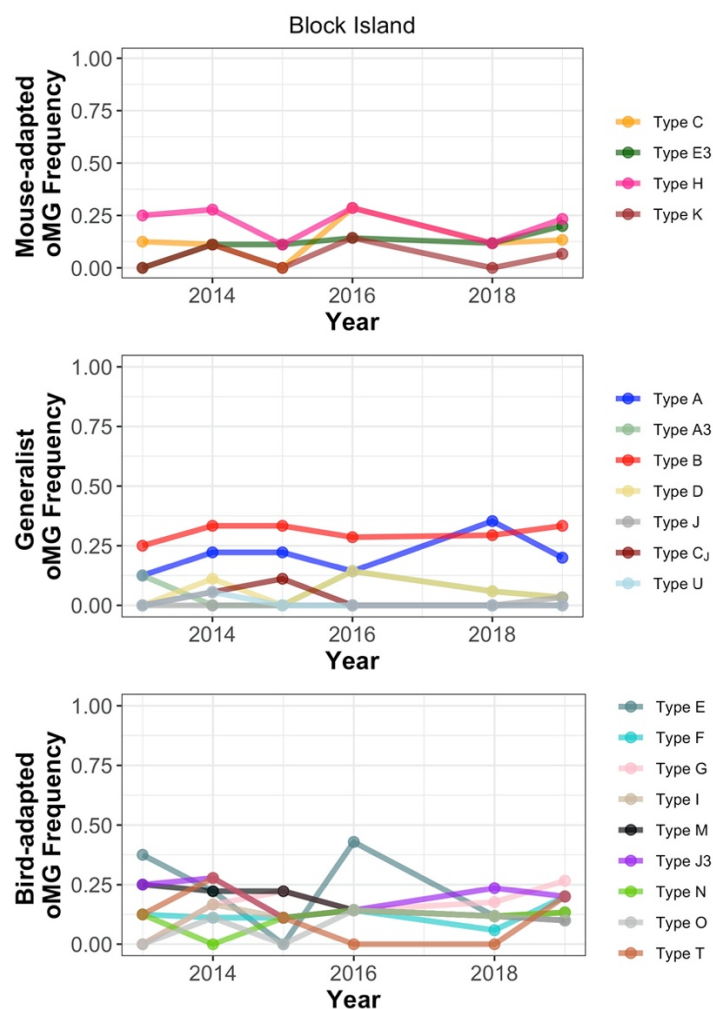 Block Island
Mouse-adapted
oMG Frequency
1.00
0.75
0.50
0.25
0.00
2014
2016
2018
Year
Type C
Type E3
Type H
Type K
Generalist
oMG Frequency
1.00
0.75
0.50
0.25
0.00
2014
2016
2018
Year
Type A
Type A3
Type B
Type D
Type J
Type CJ
Type U
Bird-adapted
oMG Frequency
1.00
0.75
0.50
0.25
0.00
2014
2016
2018
Year
Type E
Type F
Type G
Type I
Type M
Type J3
Type N
Type O
Type T